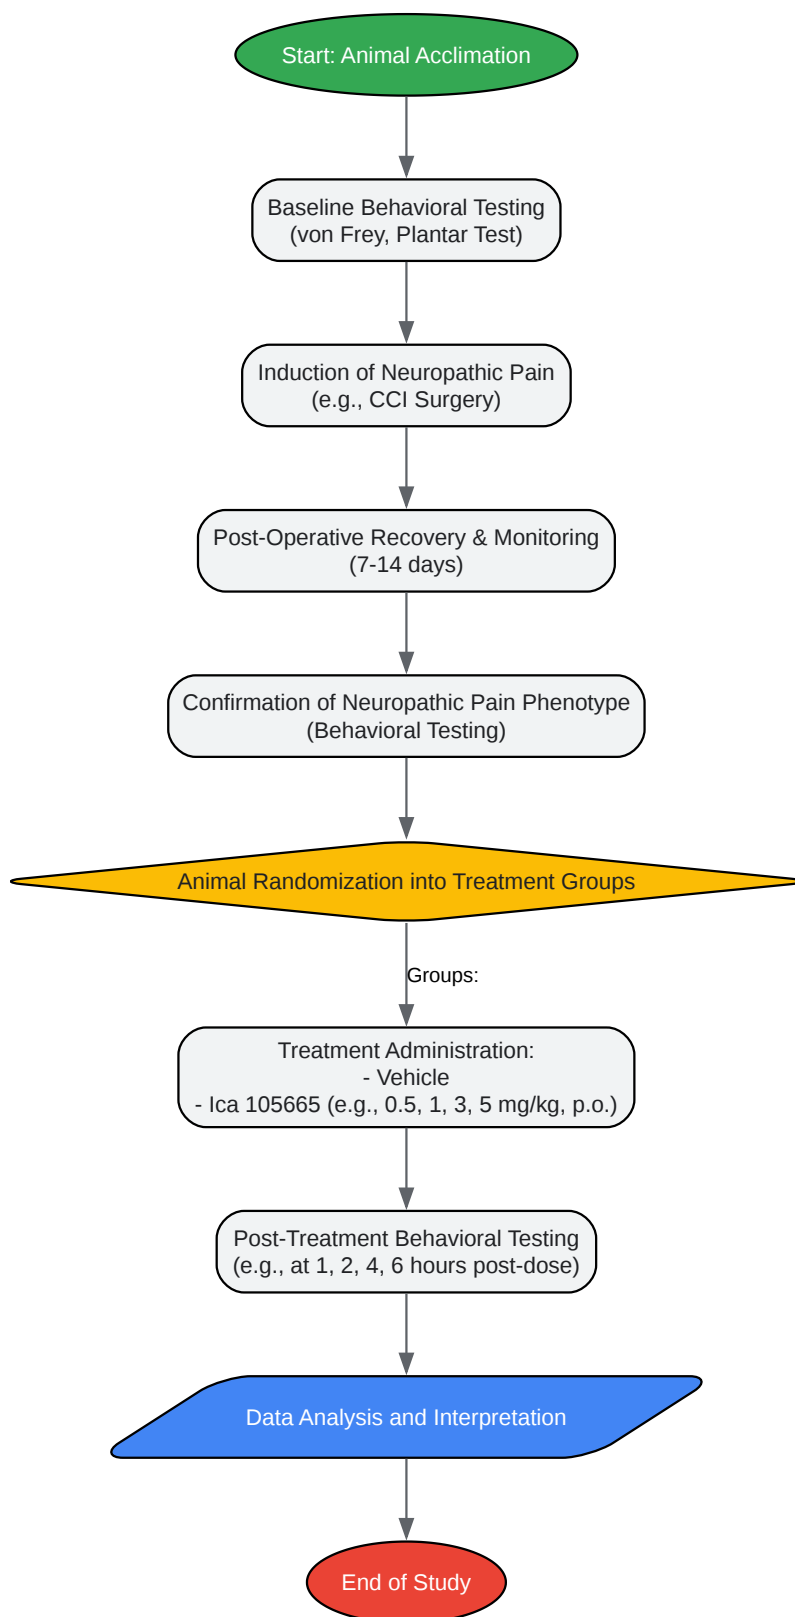 Start: Animal Acclimation
Baseline Behavioral Testing
(von Frey, Plantar Test)
Induction of Neuropathic Pain
(e.g., CCI Surgery)
Post-Operative Recovery & Monitoring
(7-14 days)
Confirmation of Neuropathic Pain Phenotype
(Behavioral Testing)
Animal Randomization into Treatment Groups
Groups:
Treatment Administration:
- Vehicle
- Ica 105665 (e.g., 0.5, 1, 3, 5 mg/kg, p.o.)
Post-Treatment Behavioral Testing
(e.g., at 1, 2, 4, 6 hours post-dose)
Data Analysis and Interpretation
End of Study